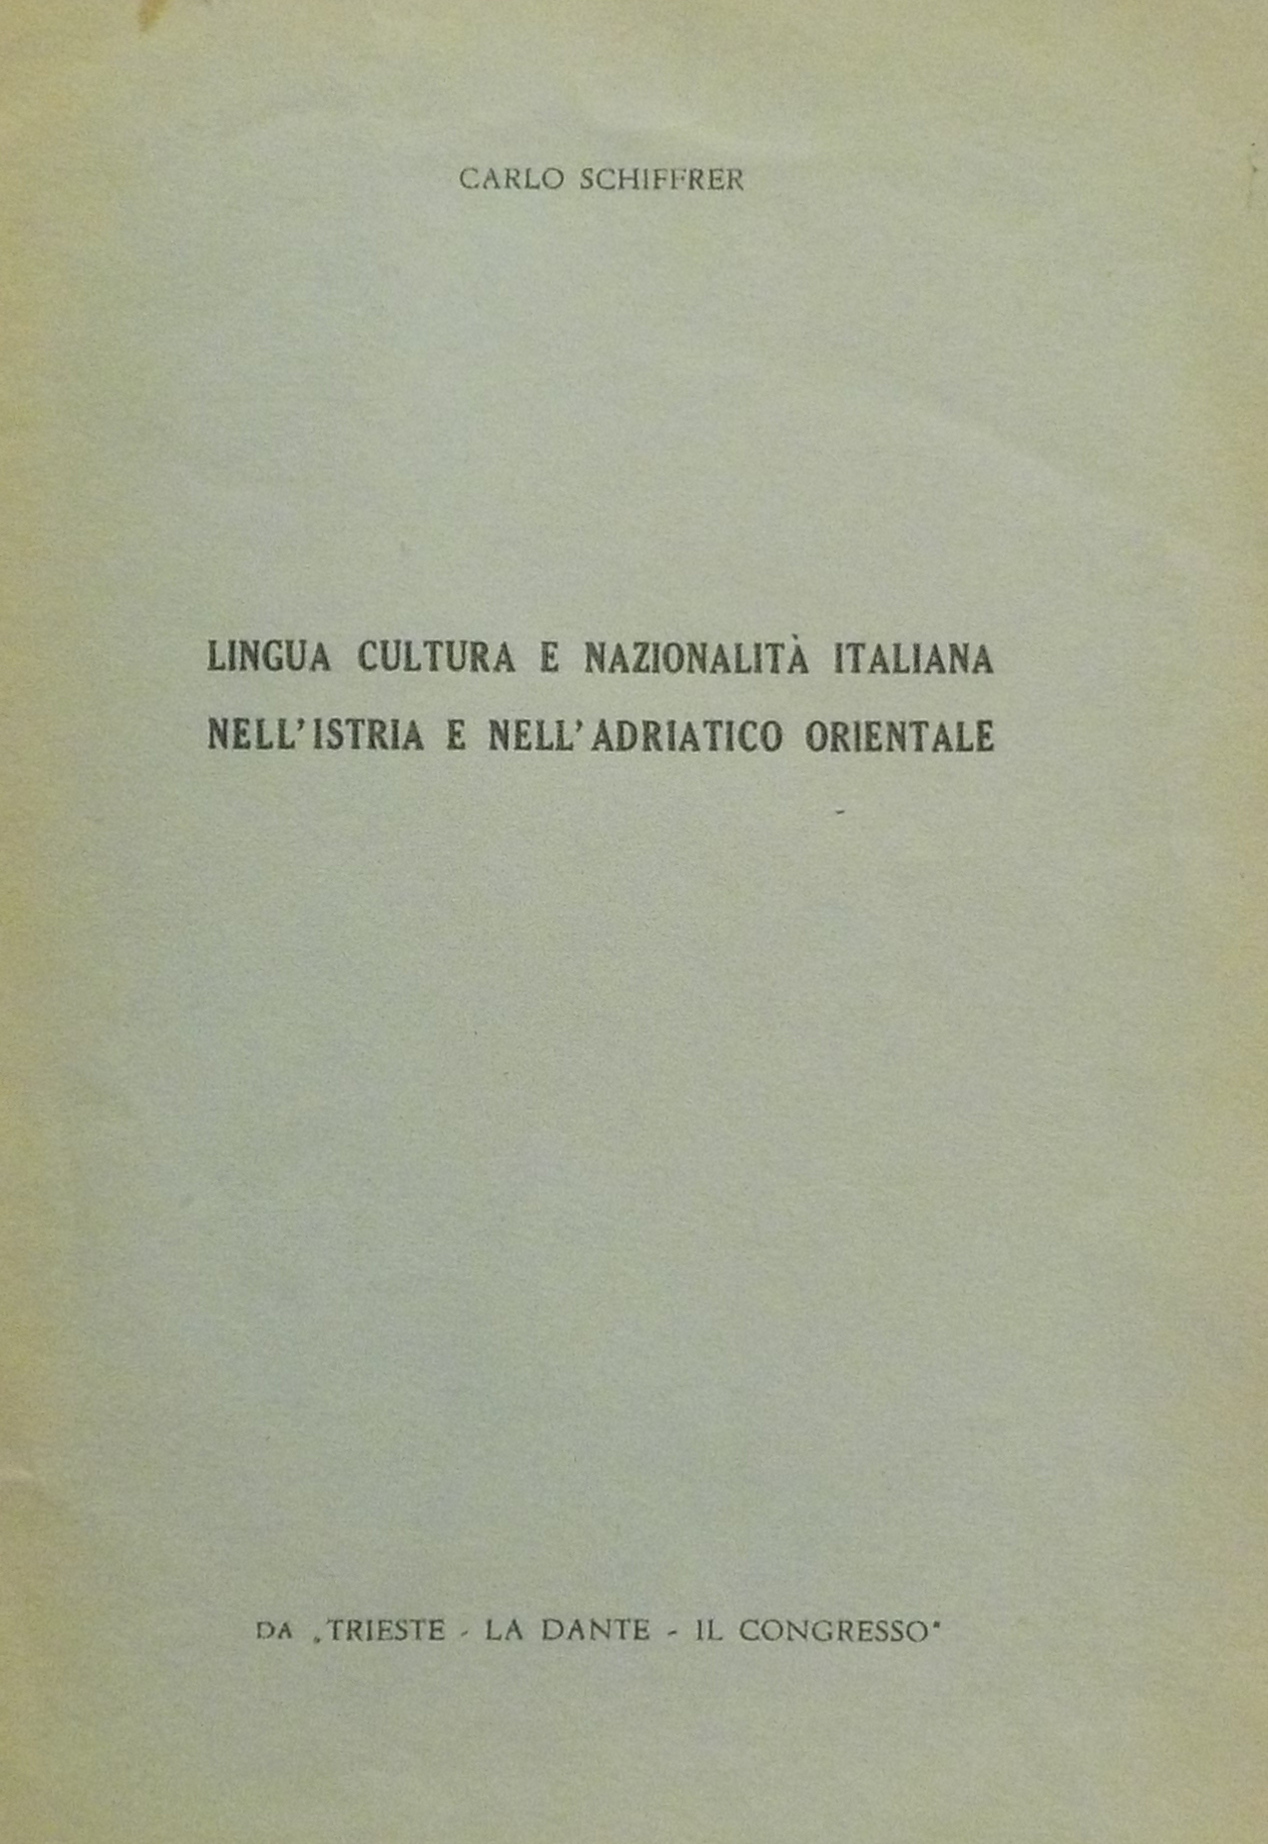 CARLO SCHIFFRER
LINGUA CULTURA E NAZIONALITÀ ITALIANA
NELL'ISTRIA E NELL'ADRIATICO ORIENTALE
DA „TRIESTE - LA DANTE - IL CONGRESSO"